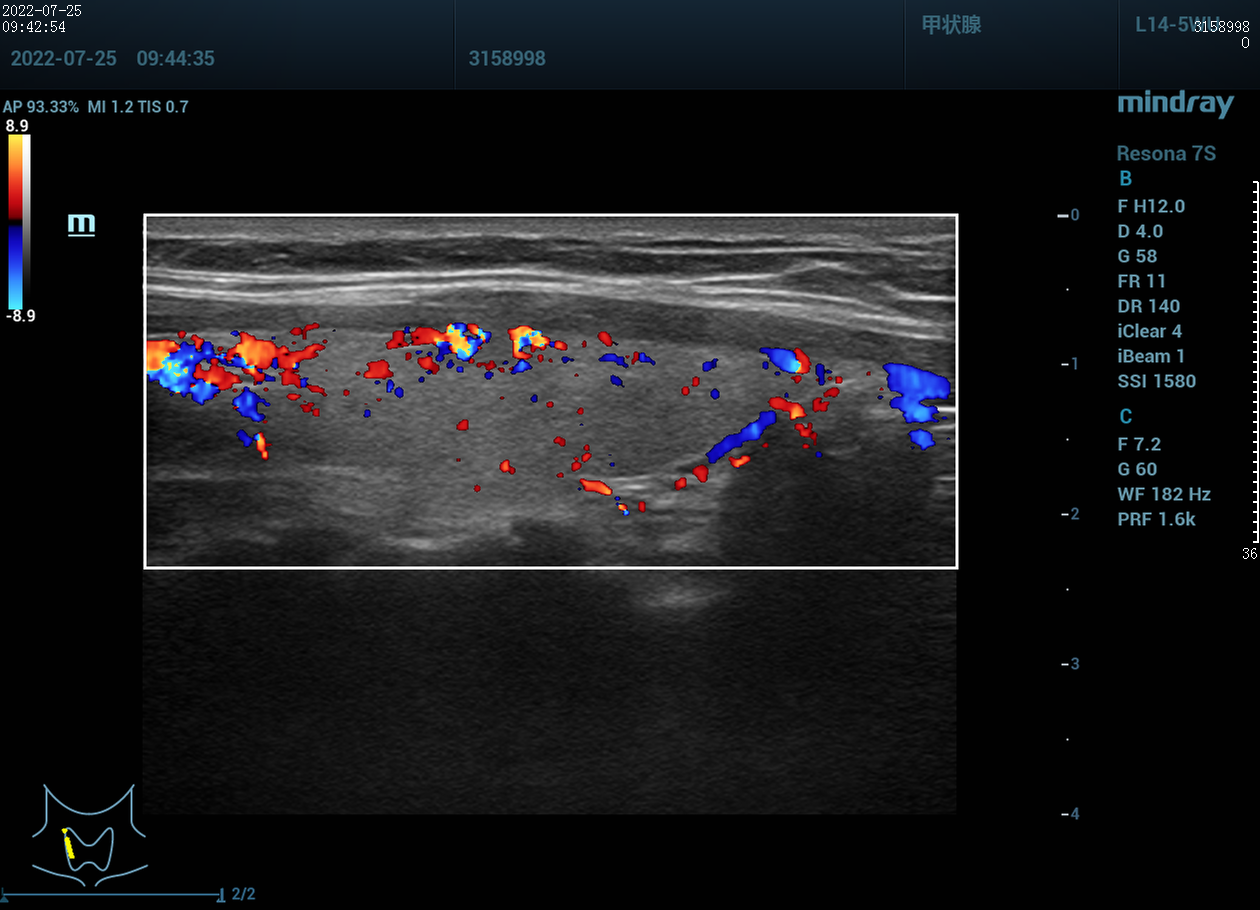 2022-07-25
09:42:54
甲状腺
L14-5WU
3158998
0
2022-07-25 09:44:35
3158998
AP 93.33% MI 1.2 TIS 0.7
8.9
-8.9
m
mindray
Resona 7S
B
F H12.0
D 4.0
G 58
FR 11
DR 140
iClear 4
iBeam 1
SSI 1580
C
F 7.2
G 60
WF 182 Hz
PRF 1.6k
0
1
2
3
4
36
2/2